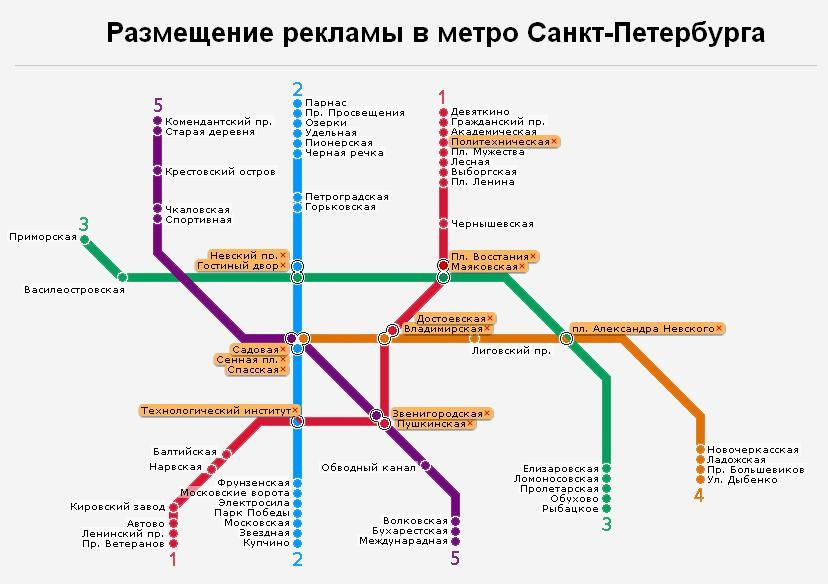 Размещение рекламы в метро Санкт-Петербурга
5
Комендантский пр.
Старая деревня
Крестовский остров
Чкаловская
Спортивная
2
Парнас
Пр. Просвещения
Озерки
Удельная
Пионерская
Черная речка
Петроградская
Горьковская
1
Девяткино
Гражданский пр.
Академическая
Политехническая×
Пл. Мужества
Лесная
Выборгская
Пл. Ленина
Чернышевская
3
Приморская
Василеостровская
Невский пр.×
Гостиный двор×
Пл. Восстания×
Маяковская×
Достоевская×
Владимирская×
Лиговский пр.
пл. Александра Невского×
Садовая×
Сенная пл.×
Спасская×
Технологический институт×
Звенигородская×
Пушкинская×
Балтийская
Нарвская
Кировский завод
Автово
Ленинский пр.
Пр. Ветеранов
1
Фрунзенская
Московские ворота
Электросила
Парк Победы
Московская
Звездная
Купчино
2
Обводный канал
Волковская
Бухарестская
Международная
5
Елизаровская
Ломоносовская
Пролетарская
Обухово
Рыбацкое
3
Новочеркасская
Ладожская
Пр. Большевиков
Ул. Дыбенко
4